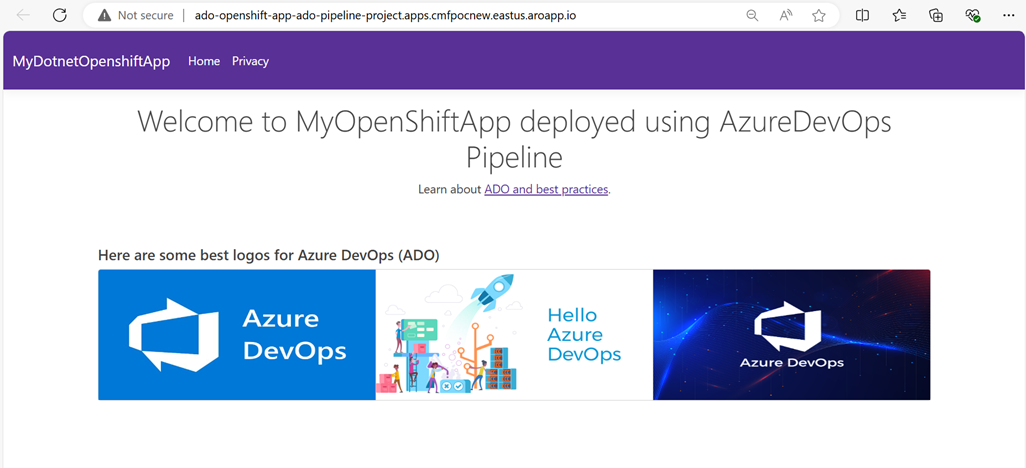 Not secure | ado-openshift-app-ado-pipeline-project.apps.cmfpocnew.eastus.aroapp.io
MyDotnetOpenshiftApp Home Privacy
Welcome to MyOpenShiftApp deployed using AzureDevOps
Pipeline
Learn about ADO and best practices.
Here are some best logos for Azure DevOps (ADO)
Azure
DevOps
Hello
Azure
DevOps
Azure DevOps